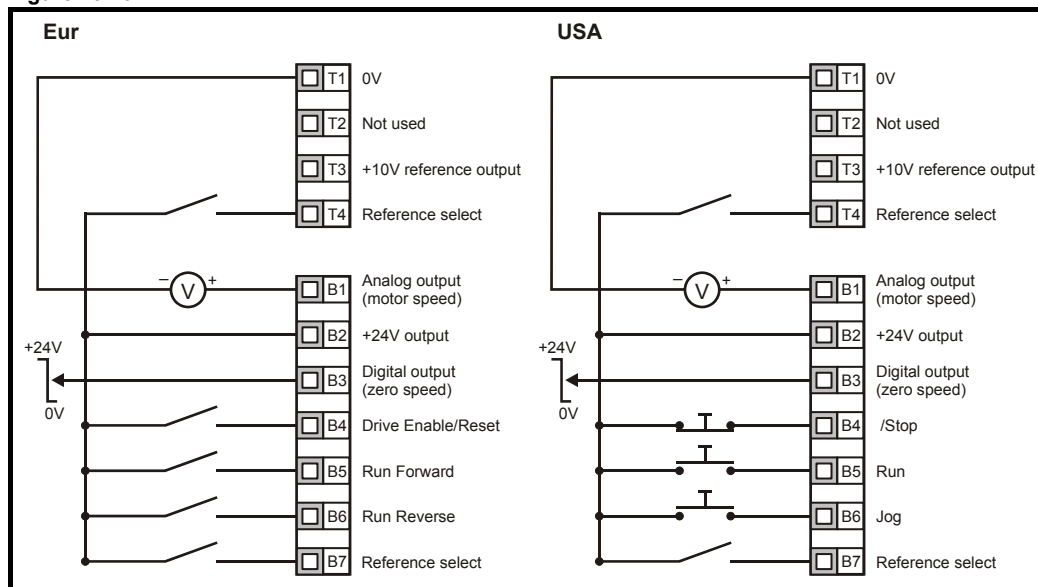 Eur
T1 0V
T2 Not used
T3 +10V reference output
T4 Reference select
– V +
B1 Analog output
(motor speed)
B2 +24V output
+24V
0V
B3 Digital output
(zero speed)
B4 Drive Enable/Reset
B5 Run Forward
B6 Run Reverse
B7 Reference select
USA
T1 0V
T2 Not used
T3 +10V reference output
T4 Reference select
– V +
B1 Analog output
(motor speed)
B2 +24V output
+24V
0V
B3 Digital output
(zero speed)
B4 /Stop
B5 Run
B6 Jog
B7 Reference select